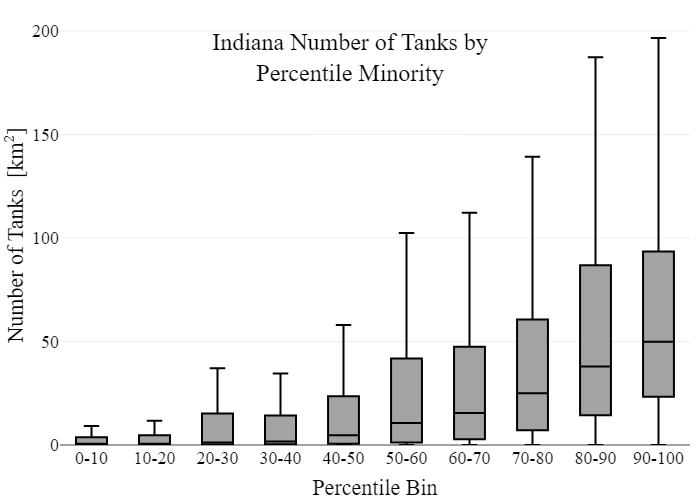 Indiana Number of Tanks by
Percentile Minority
Number of Tanks [km²]
200
150
100
50
0
0-10 10-20 20-30 30-40 40-50 50-60 60-70 70-80 80-90 90-100
Percentile Bin